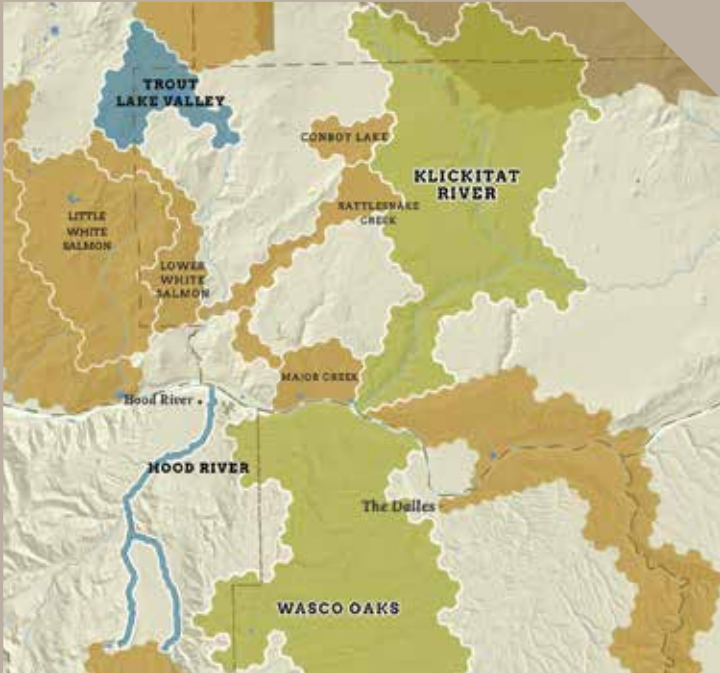 TROUT
LAKE VALLEY
CONBOY LAKE
KLICKITAT
RIVER
RATTLESNAKE
CREEK
LITTLE
WHITE
SALMON
LOWER
WHITE
SALMON
MAJOR CREEK
Hood River
HOOD RIVER
The Dalles
WASCO OAKS